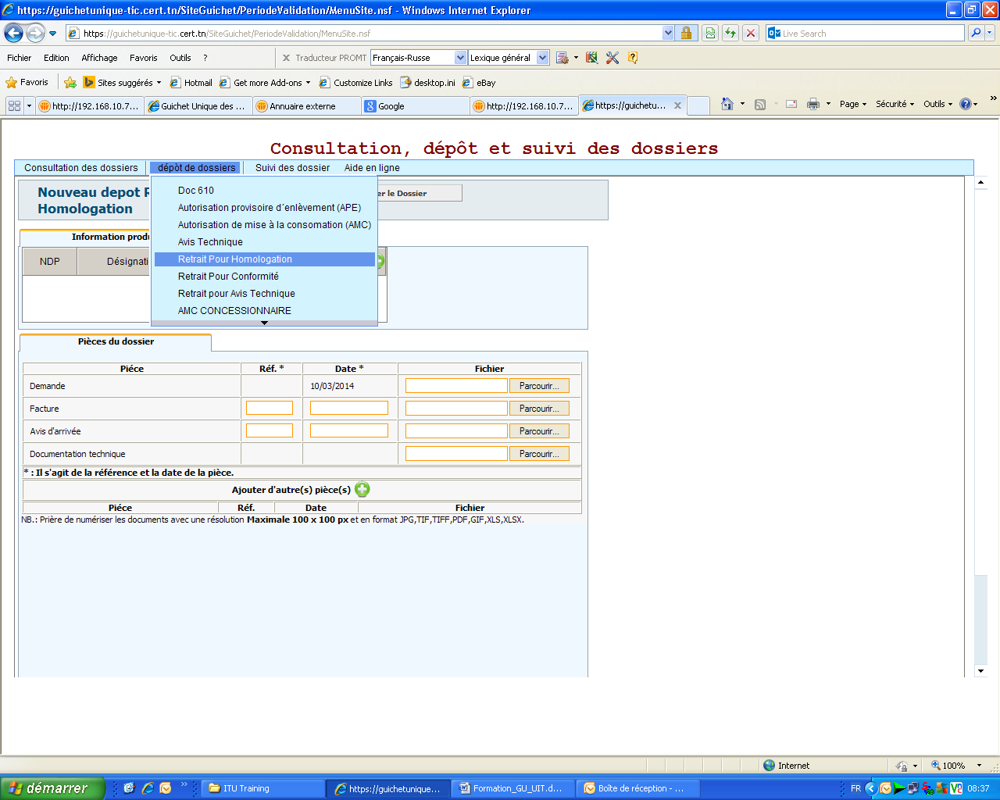 https://guichetunique-tic.cert.tn/SiteGuichet/PeriodeValidation/MenuSite.nsf - Windows Internet Explorer
https://guichetunique-tic.cert.tn/SiteGuichet/PeriodeValidation/MenuSite.nsf
Live Search
Fichier Edition Affichage Favoris Outils ?
Traducteur PROMT Français-Russe Lexique général
Favoris Sites suggérés Hotmail Get more Add-ons Customize Links desktop.ini eBay
http://192.168.10.7... Guichet Unique des ... Annuaire externe Google http://192.168.10.7... https://guichetu... Page Sécurité Outils
Consultation, dépôt et suivi des dossiers
Consultation des dossiers dépòt de dossiers Suivi des dossier Aide en ligne
Nouveau depot R
Homologation
er le Dossier
Doc 610
Autorisation provisoire d´enlèvement (APE)
Autorisation de mise à la consomation (AMC)
Avis Technique
Retrait Pour Homologation
Retrait Pour Conformité
Retrait pour Avis Technique
AMC CONCESSIONNAIRE
Information produ
NDP Désignati
Pièces du dossier
Piéce Réf. * Date * Fichier
Demande 10/03/2014 Parcourir...
Facture Parcourir...
Avis d'arrivée Parcourir...
Documentation technique Parcourir...
* : Il s'agit de la référence et la date de la pièce.
Ajouter d'autre(s) pièce(s)
Piéce Réf. Date Fichier
NB.: Prière de numériser les documents avec une résolution Maximale 100 x 100 px et en format JPG,TIF,TIFF,PDF,GIF,XLS,XLSX.
Internet 100%
démarrer ITU Training https://guichetunique... Formation_GU_UIT.d... Boîte de réception - ... FR 08:37